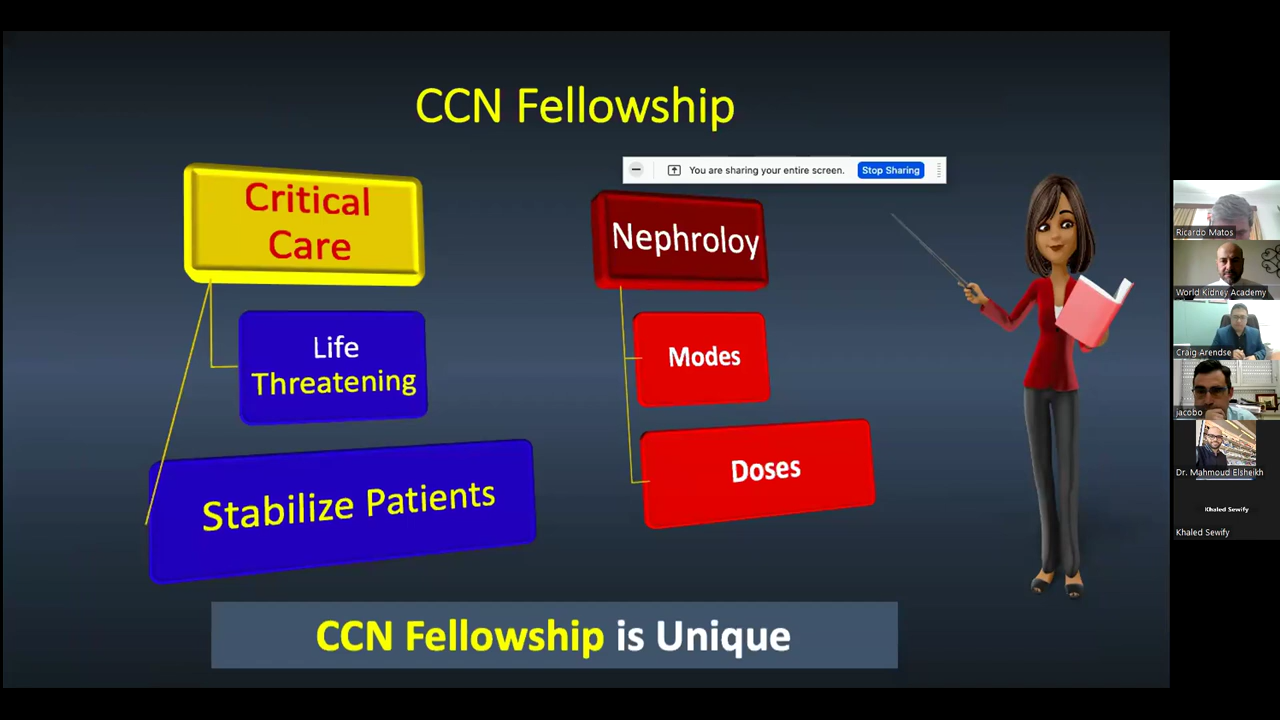 CCN Fellowship
You are sharing your entire screen.
Stop Sharing
Critical
Care
Life
Threatening
Stabilize Patients
Nephroloy
Modes
Doses
CCN Fellowship is Unique
Ricardo Matos
World Kidney Academy
Craig Arendse
jacobo
Dr. Mahmoud Elsheikh
Khaled Sewify
Khaled Sewify